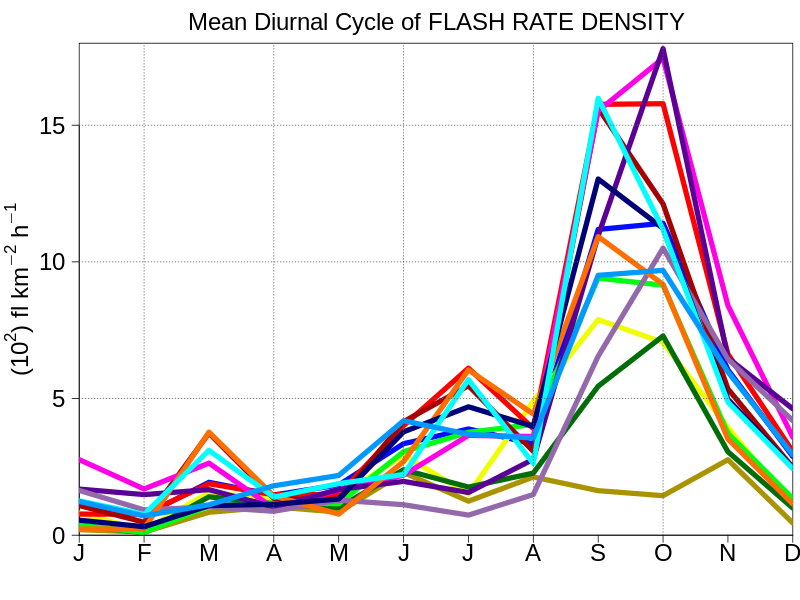 Mean Diurnal Cycle of FLASH RATE DENSITY
(10²) fl km⁻² h⁻¹
15
10
5
0
J F M A M J J A S O N D